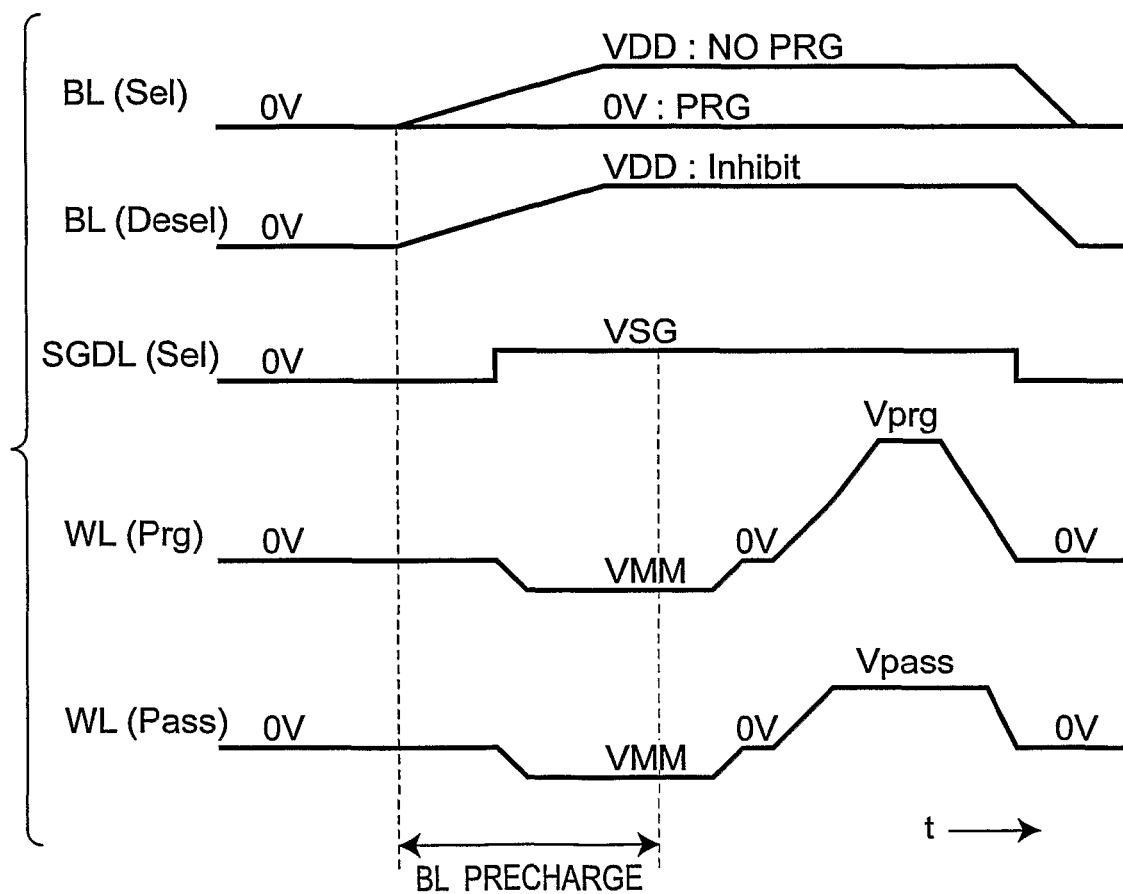 VDD : NO PRG
BL (Sel) 0V 0V : PRG
VDD : Inhibit
BL (Desel) 0V
VSG
SGDL (Sel) 0V
Vprg
WL (Prg) 0V VMM 0V 0V
Vpass
WL (Pass) 0V VMM 0V 0V
t
BL PRECHARGE